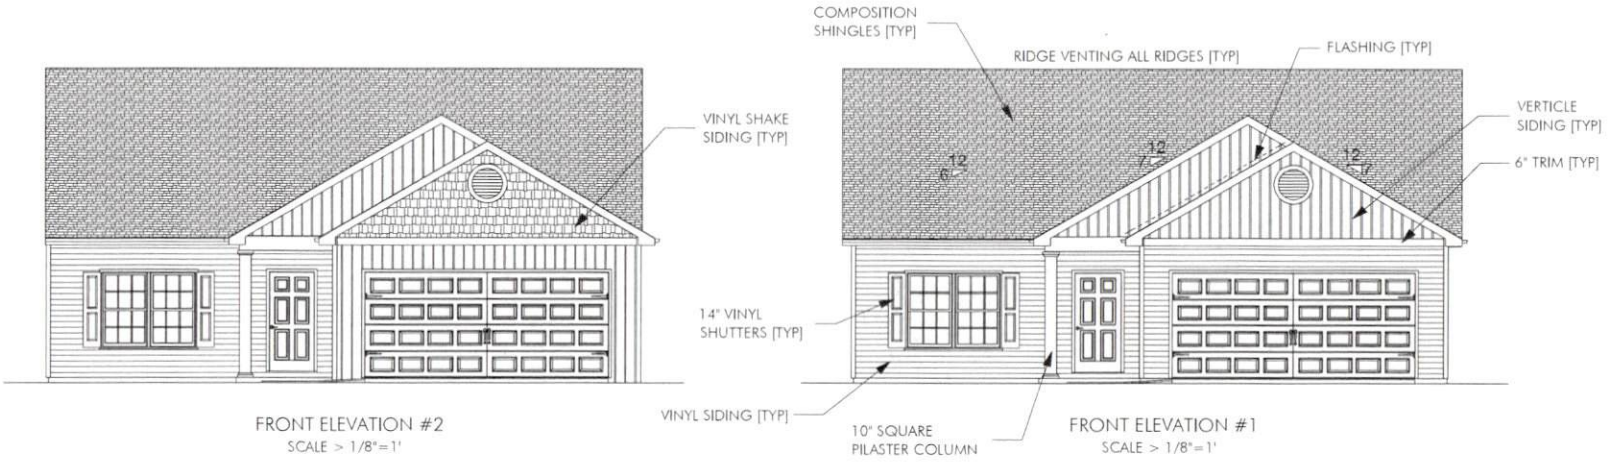 COMPOSITION
SHINGLES [TYP]
RIDGE VENTING ALL RIDGES [TYP]
FLASHING [TYP]
VINYL SHAKE
SIDING [TYP]
VERTICLE
SIDING [TYP]
6" TRIM [TYP]
12
6
12
7
12
7
14" VINYL
SHUTTERS [TYP]
VINYL SIDING [TYP]
10" SQUARE
PILASTER COLUMN
FRONT ELEVATION #2
SCALE > 1/8"=1'
FRONT ELEVATION #1
SCALE > 1/8"=1'